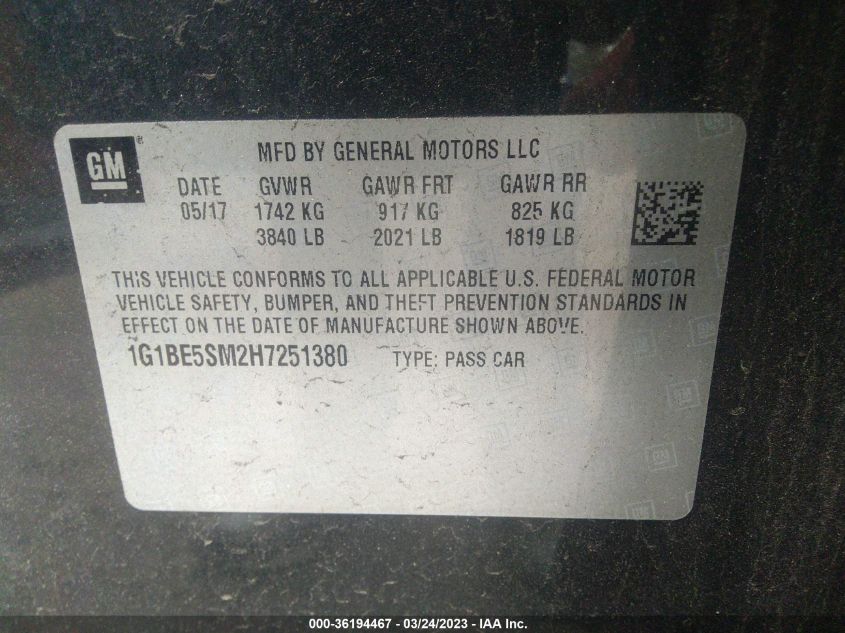 GM ®
MFD BY GENERAL MOTORS LLC
DATE GVWR GAWR FRT GAWR RR
05/17 1742 KG 917 KG 825 KG
3840 LB 2021 LB 1819 LB
THIS VEHICLE CONFORMS TO ALL APPLICABLE U.S. FEDERAL MOTOR
VEHICLE SAFETY, BUMPER, AND THEFT PREVENTION STANDARDS IN
EFFECT ON THE DATE OF MANUFACTURE SHOWN ABOVE.
1G1BE5SM2H7251380 TYPE: PASS CAR
000-36194467 - 03/24/2023 - IAA Inc.